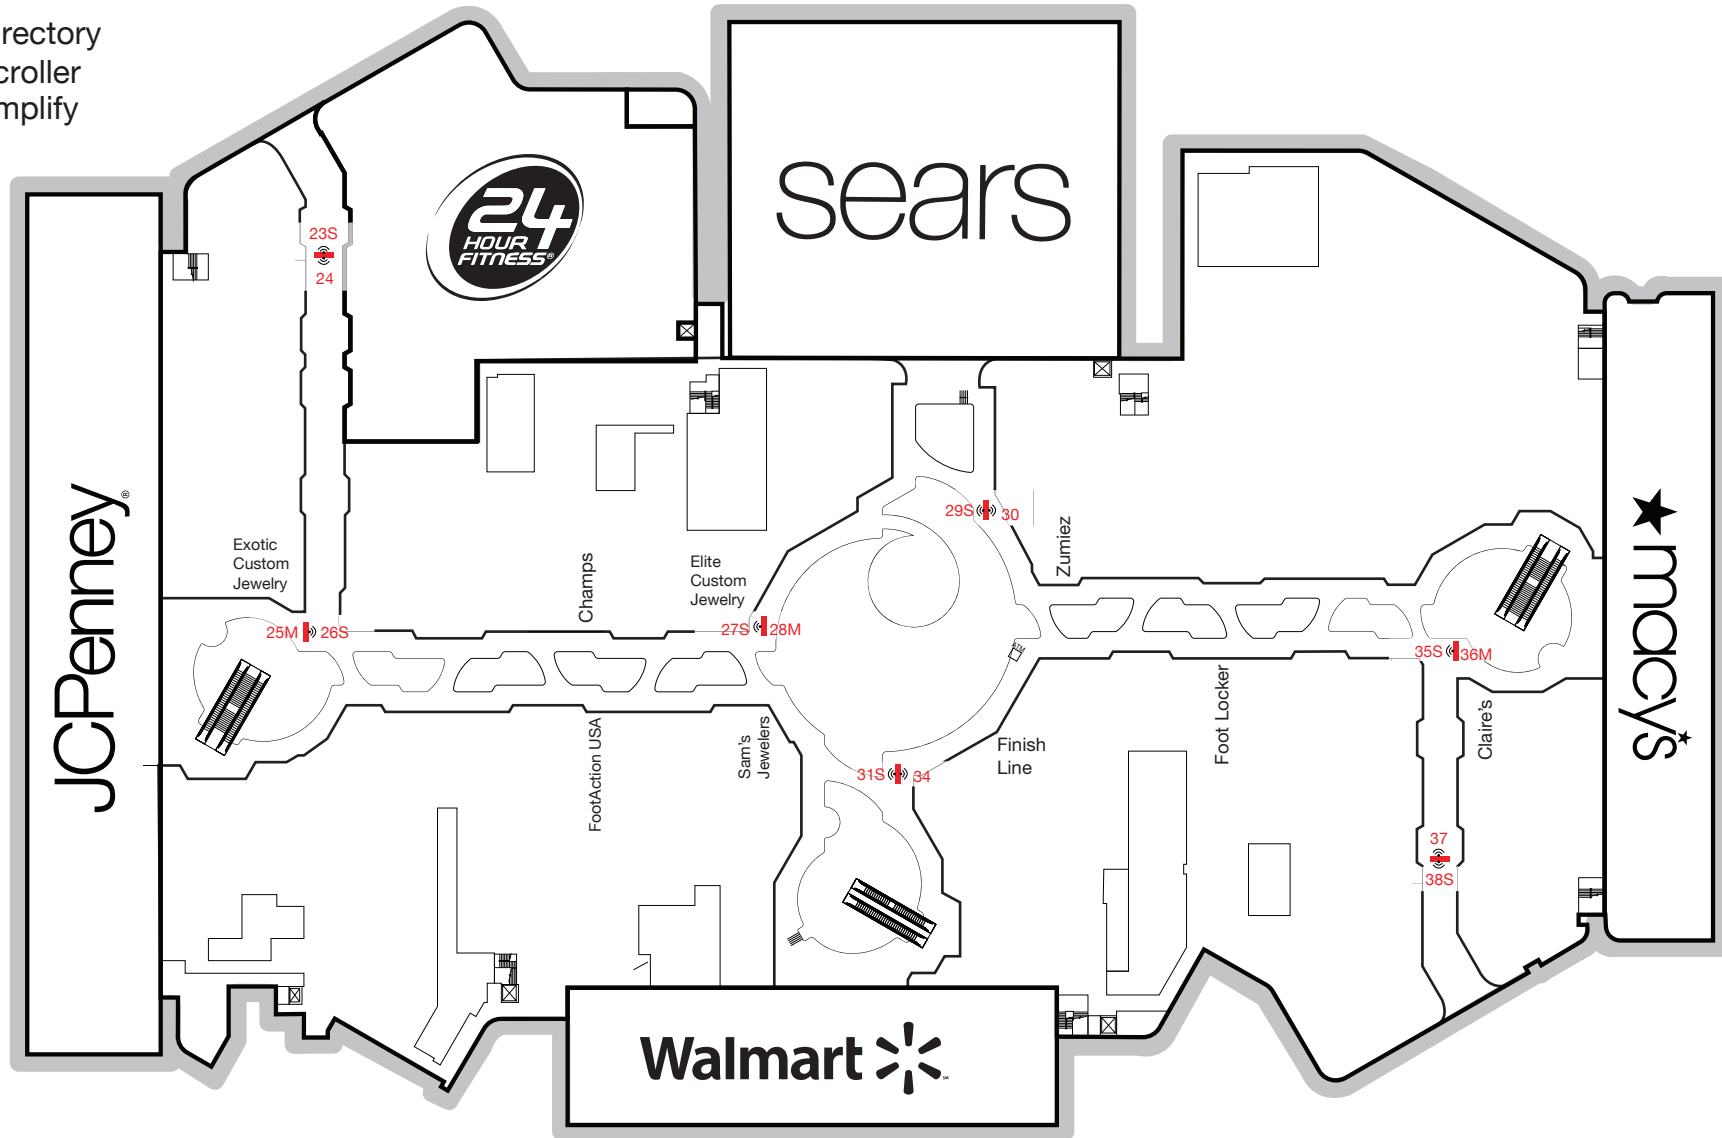 rectory
croller
mplify
sears
24
HOUR
FITNESS®
23S
24
JCPenney®
macy's
29S
30
Zumiez
Exotic
Custom
Jewelry
Champs
Elite
Custom
Jewelry
25M
26S
27S
28M
ATM
35S
36M
FootAction USA
Sam's
Jewelers
Finish
Line
Foot Locker
Claire's
31S
34
37
38S
Walmart